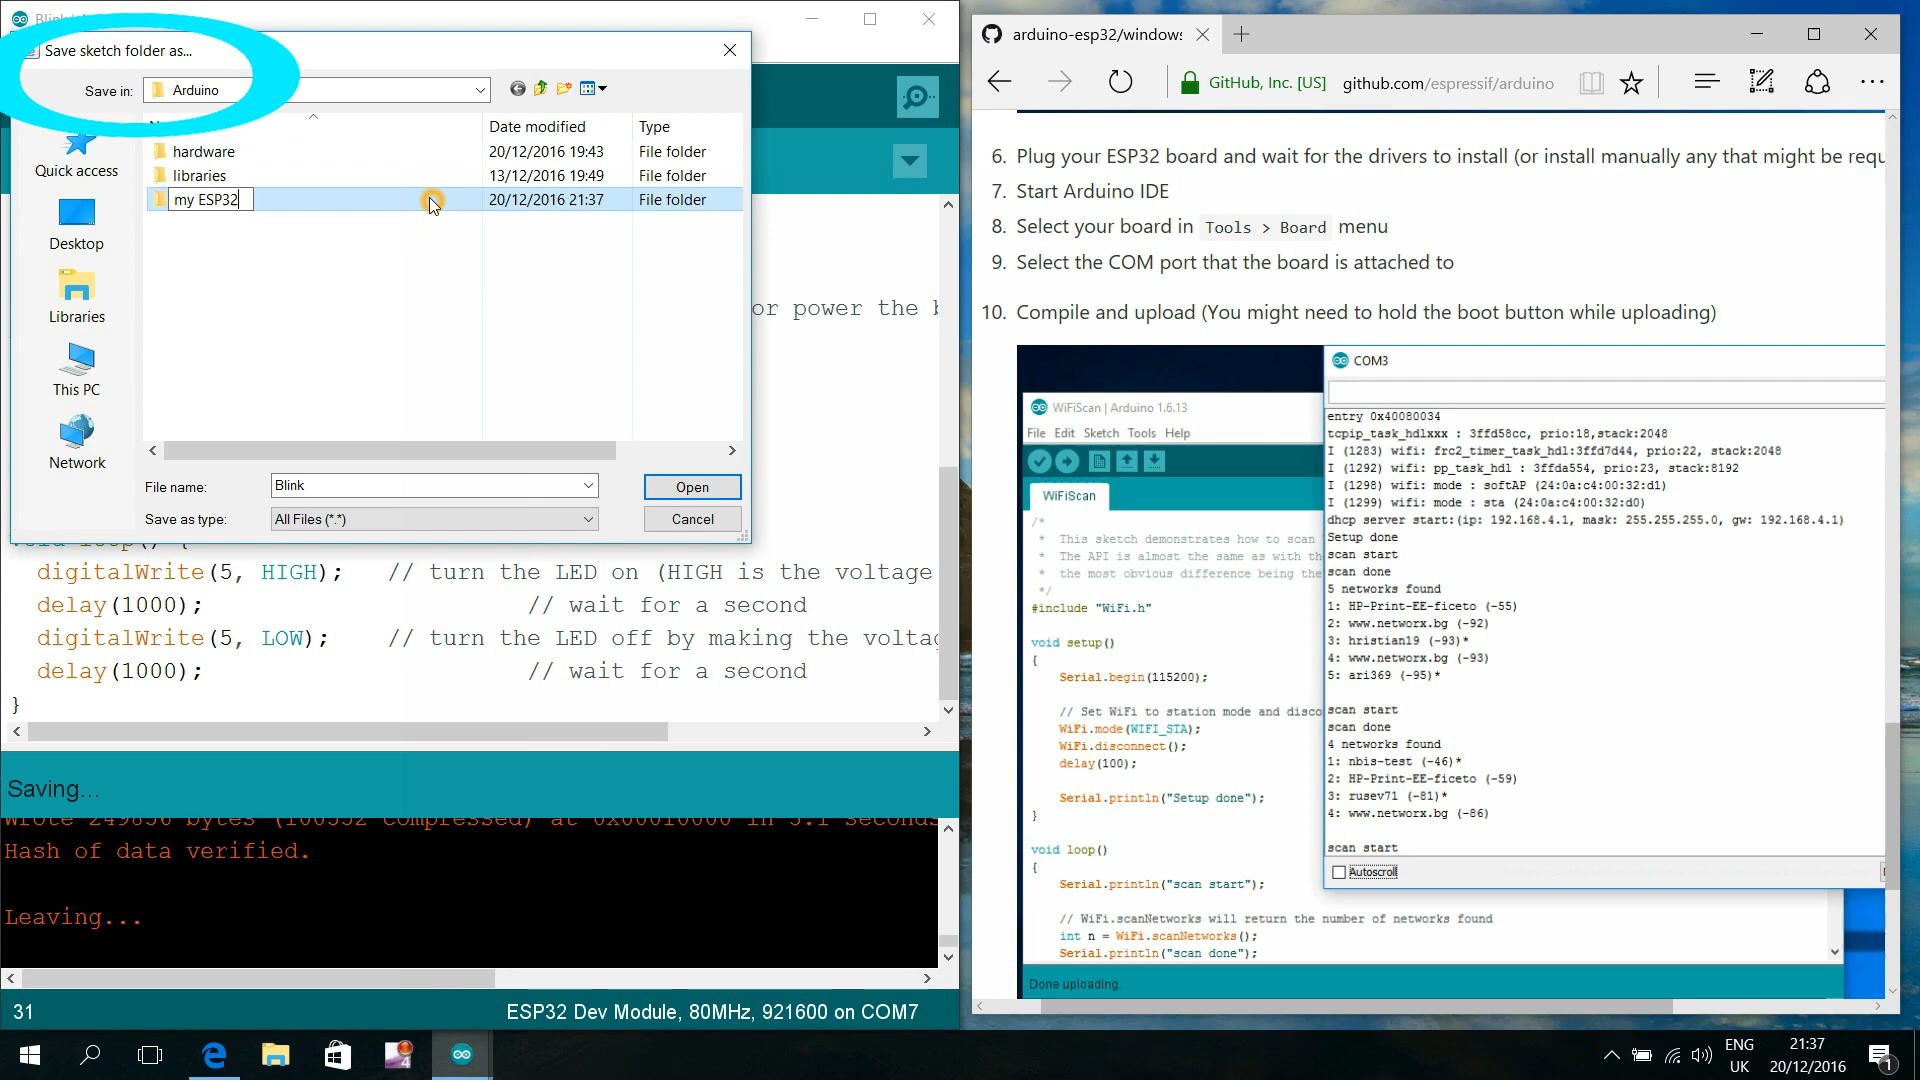 Save sketch folder as...
Save in:
Arduino
Date modified
Type
hardware
20/12/2016 19:43
File folder
libraries
13/12/2016 19:49
File folder
my ESP32
20/12/2016 21:37
File folder
Quick access
Desktop
Libraries
This PC
Network
File name:
Blink
Open
Save as type:
All Files (*.*)
Cancel
or power the
digitalWrite(5, HIGH); // turn the LED on (HIGH is the voltage
delay(1000); // wait for a second
digitalWrite(5, LOW); // turn the LED off by making the voltag
delay(1000); // wait for a second
}
Saving...
Hash of data verified.
Leaving...
31
ESP32 Dev Module, 80MHz, 921600 on COM7
arduino-esp32/windows
GitHub, Inc. [US]
github.com/espressif/arduino
6. Plug your ESP32 board and wait for the drivers to install (or install manually any that might be requ
7. Start Arduino IDE
8. Select your board in Tools > Board menu
9. Select the COM port that the board is attached to
10. Compile and upload (You might need to hold the boot button while uploading)
WiFiScan | Arduino 1.6.13
File Edit Sketch Tools Help
WiFiScan
/*
* This sketch demonstrates how to scan
* The API is almost the same as with th
* the most obvious difference being the
*/
#include "WiFi.h"
void setup()
{
Serial.begin(115200);
// Set WiFi to station mode and disco
WiFi.mode(WIFI_STA);
WiFi.disconnect();
delay(100);
Serial.println("Setup done");
}
void loop()
{
Serial.println("scan start");
// WiFi.scanNetworks will return the number of networks found
int n = WiFi.scanNetworks();
Serial.println("scan done");
Done uploading.
COM3
entry 0x40080034
tcpip_task_hdlxxx : 3ffd58cc, prio:18,stack:2048
I (1283) wifi: frc2_timer_task_hdl:3ffd7d44, prio:22, stack:2048
I (1292) wifi: pp_task_hdl : 3ffda554, prio:23, stack:8192
I (1298) wifi: mode : softAP (24:0a:c4:00:32:d1)
I (1299) wifi: mode : sta (24:0a:c4:00:32:d0)
dhcp server start:(ip: 192.168.4.1, mask: 255.255.255.0, gw: 192.168.4.1)
Setup done
scan start
scan done
5 networks found
1: HP-Print-EE-ficeto (-55)
2: www.networx.bg (-92)
3: hristian19 (-93)*
4: www.networx.bg (-93)
5: ari369 (-95)*
scan start
scan done
4 networks found
1: nbis-test (-46)*
2: HP-Print-EE-ficeto (-59)
3: rusev71 (-81)*
4: www.networx.bg (-86)
scan start
Autoscroll
ENG
UK
21:37
20/12/2016
1